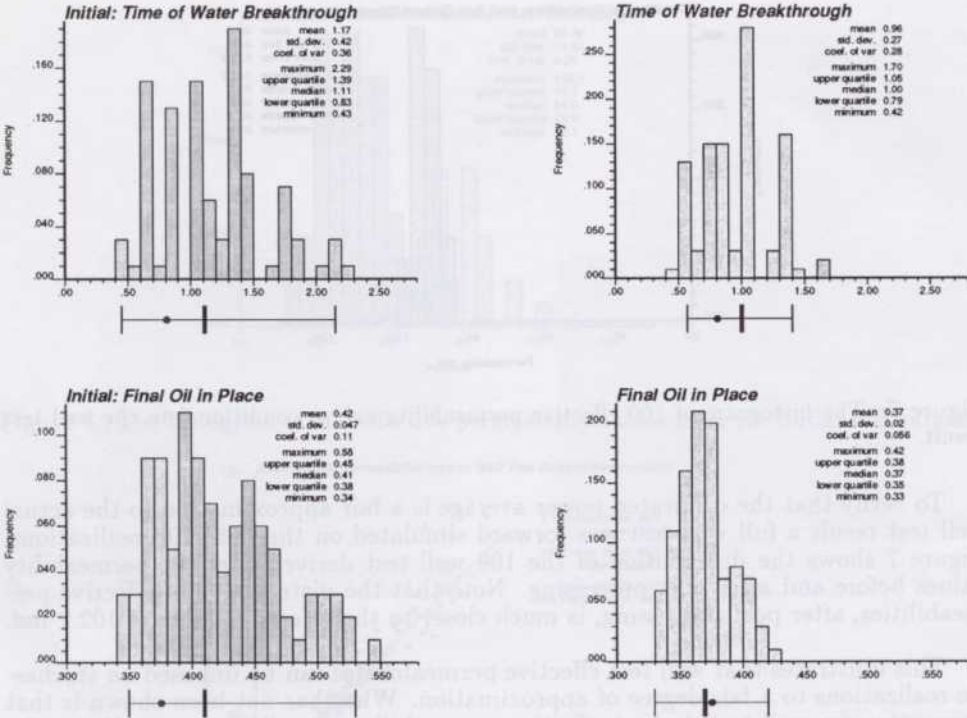 Initial: Time of Water Breakthrough
mean 1.17
std. dev. 0.42
coef. of var 0.36
maximum 2.29
upper quartile 1.39
median 1.11
lower quartile 0.83
minimum 0.43
Frequency
.160
.120
.080
.040
.000
.00 .50 1.00 1.50 2.00 2.50
Time of Water Breakthrough
mean 0.96
std. dev. 0.27
coef. of var 0.28
maximum 1.70
upper quartile 1.05
median 1.00
lower quartile 0.79
minimum 0.42
Frequency
.250
.200
.150
.100
.050
.000
.00 .50 1.00 1.50 2.00 2.50
Initial: Final Oil in Place
mean 0.42
std. dev. 0.047
coef. of var 0.11
maximum 0.58
upper quartile 0.45
median 0.41
lower quartile 0.38
minimum 0.34
Frequency
.100
.080
.060
.040
.020
.000
.300 .350 .400 .450 .500 .550
Final Oil in Place
mean 0.37
std. dev. 0.02
coef. of var 0.056
maximum 0.42
upper quartile 0.38
median 0.37
lower quartile 0.35
minimum 0.33
Frequency
.200
.150
.100
.050
.000
.300 .350 .400 .450 .500 .550